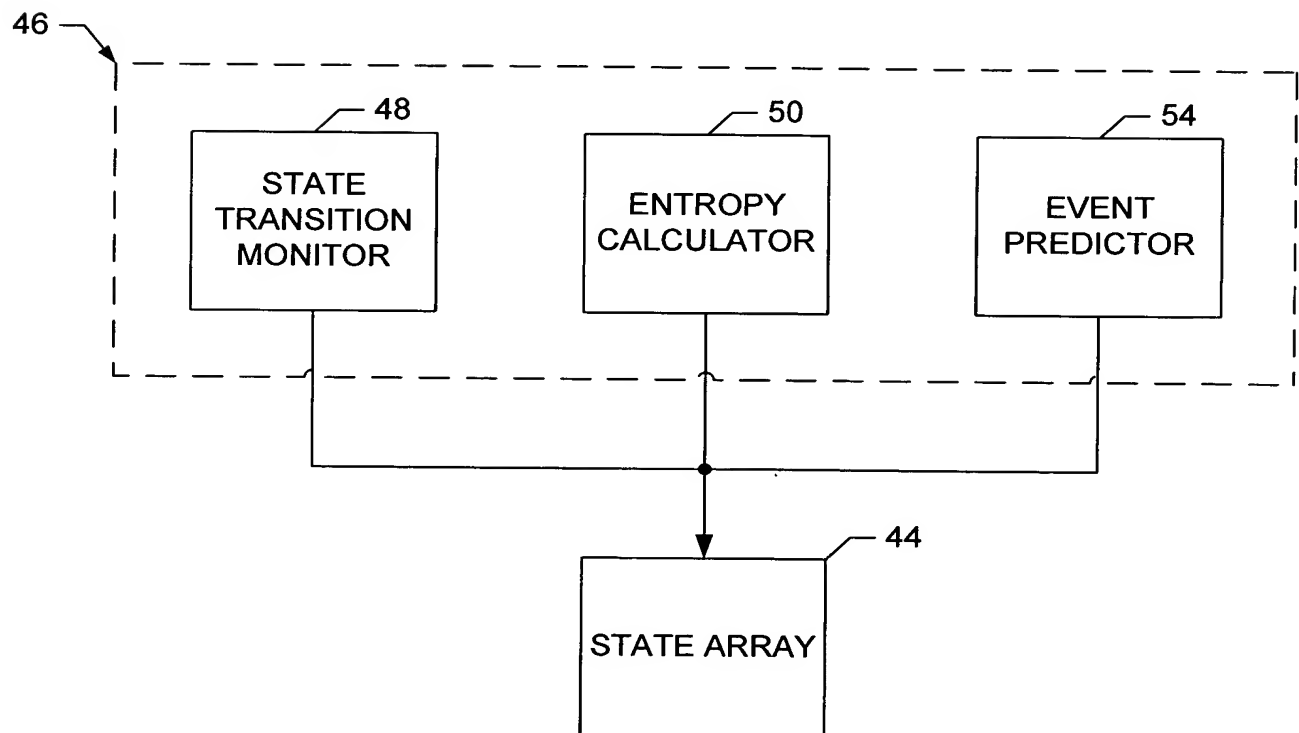 46
48
STATE
TRANSITION
MONITOR
50
ENTROPY
CALCULATOR
54
EVENT
PREDICTOR
44
STATE ARRAY